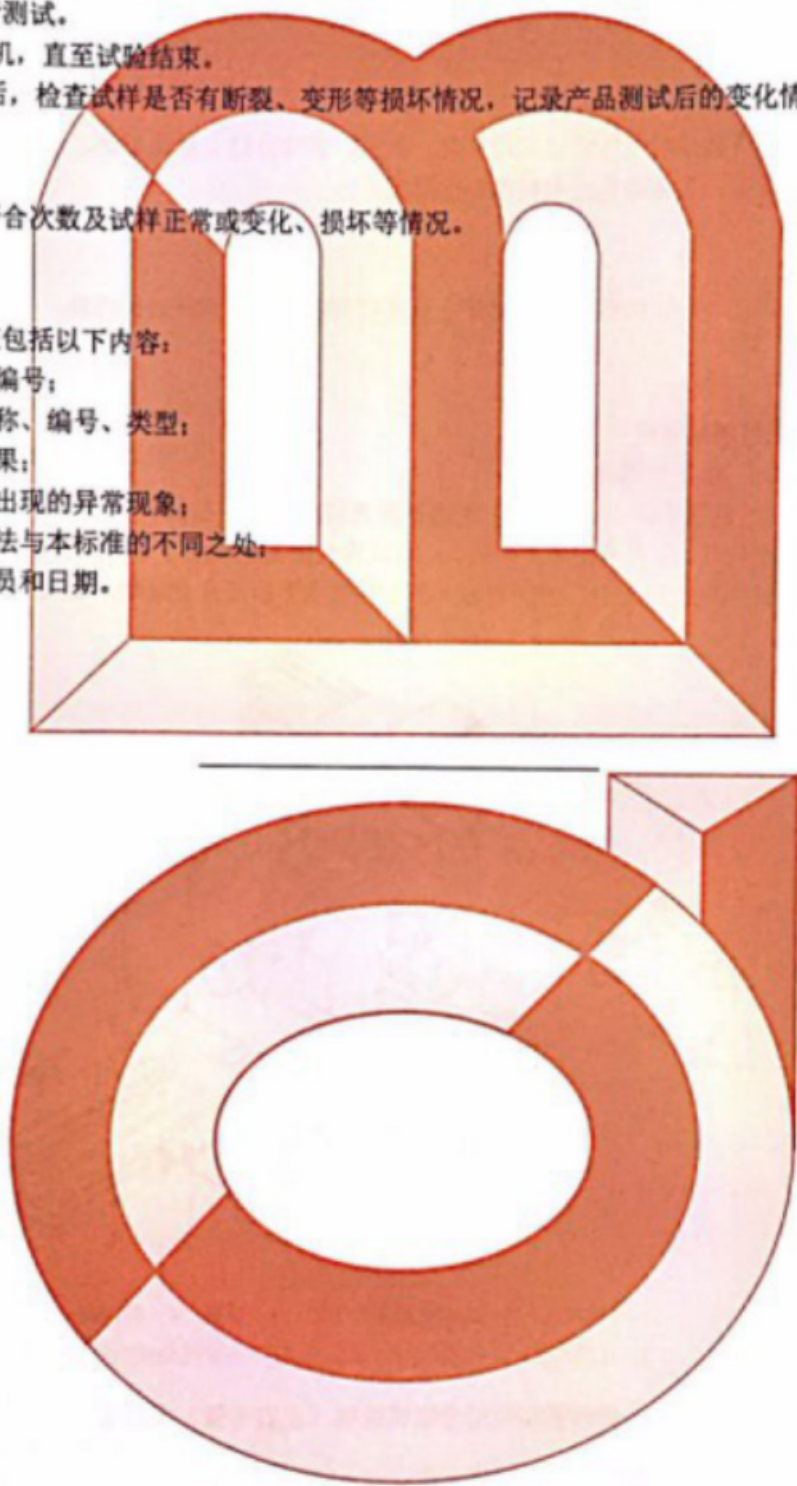 测试。
机，直至试验结束。
后，检查试样是否有断裂、变形等损坏情况，记录产品测试后的变化情
合次数及试样正常或变化、损坏等情况。
包括以下内容：
编号；
称、编号、类型；
果；
出现的异常现象；
法与本标准的不同之处；
员和日期。